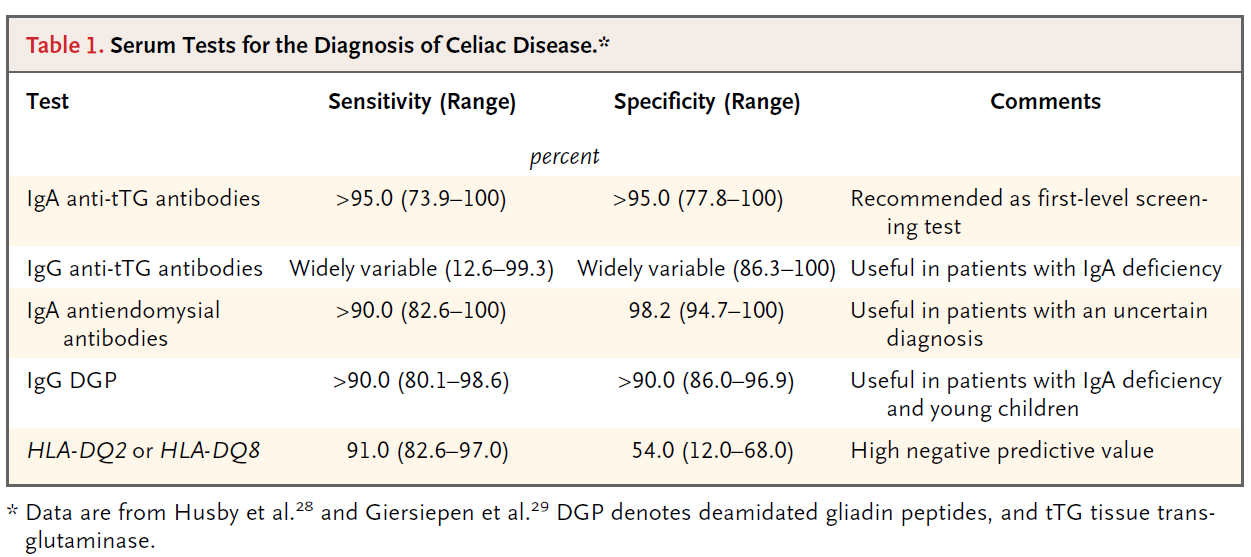 Table 1. Serum Tests for the Diagnosis of Celiac Disease.*
Test Sensitivity (Range) Specificity (Range) Comments
percent
IgA anti-tTG antibodies >95.0 (73.9–100) >95.0 (77.8–100) Recommended as first-level screen-
ing test
IgG anti-tTG antibodies Widely variable (12.6–99.3) Widely variable (86.3–100) Useful in patients with IgA deficiency
IgA antiendomysial >90.0 (82.6–100) 98.2 (94.7–100) Useful in patients with an uncertain
antibodies diagnosis
IgG DGP >90.0 (80.1–98.6) >90.0 (86.0–96.9) Useful in patients with IgA deficiency
and young children
HLA-DQ2 or HLA-DQ8 91.0 (82.6–97.0) 54.0 (12.0–68.0) High negative predictive value
* Data are from Husby et al.28 and Giersiepen et al.29 DGP denotes deamidated gliadin peptides, and tTG tissue trans-
glutaminase.